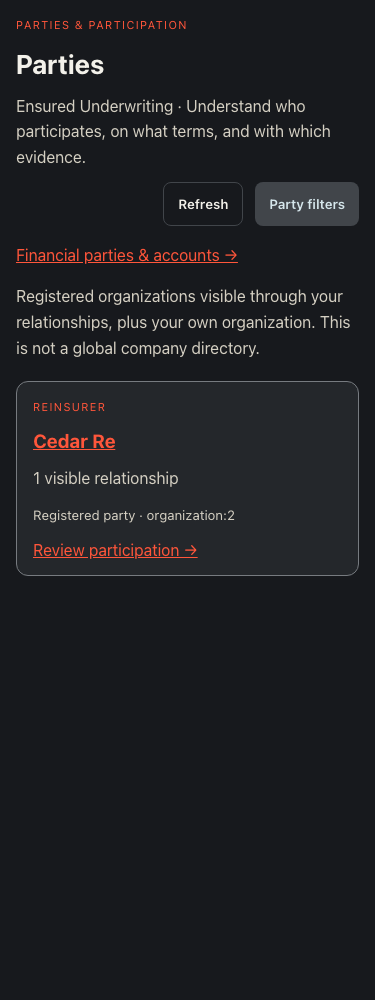 PARTIES & PARTICIPATION
Parties
Ensured Underwriting · Understand who
participates, on what terms, and with which
evidence.
Refresh
Party filters
Financial parties & accounts →
Registered organizations visible through your
relationships, plus your own organization. This
is not a global company directory.
REINSURER
Cedar Re
1 visible relationship
Registered party · organization:2
Review participation →